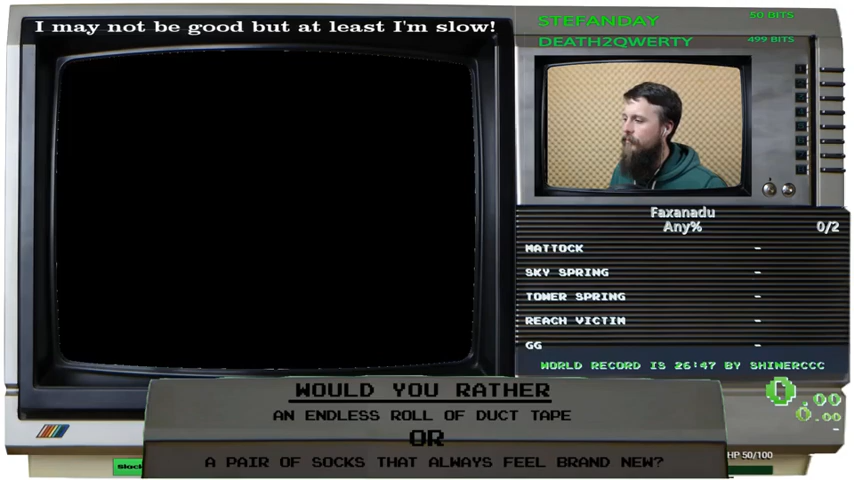 I may not be good but at least I'm slow!
STEFANDAY 50 BITS
DEATH2QWERTY 499 BITS
Faxanadu
Any% 0/2
MATTOCK -
SKY SPRING -
TOWER SPRING -
REACH VICTIM -
GG -
WORLD RECORD IS 26:47 BY SHINERCCC
0.00
0.00
-
WOULD YOU RATHER
AN ENDLESS ROLL OF DUCT TAPE
OR
A PAIR OF SOCKS THAT ALWAYS FEEL BRAND NEW?
HP 50/100